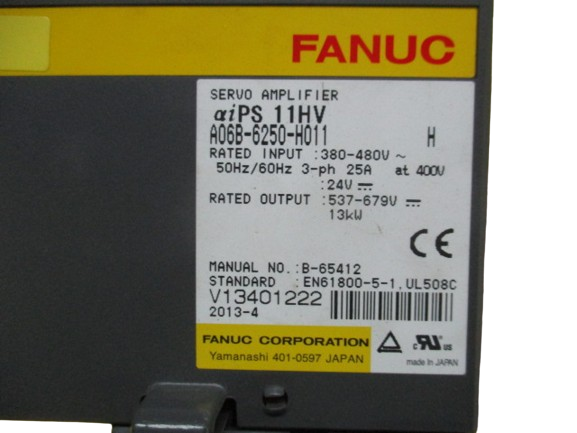 FANUC
SERVO AMPLIFIER
αiPS 11HV
A06B-6250-H011 H
RATED INPUT :380-480V ~
50Hz/60Hz 3-ph 25A at 400V
:24V ⎓
RATED OUTPUT :537-679V ⎓
13kW
CE
MANUAL NO.:B-65412
STANDARD :EN61800-5-1,UL508C
V13401222
2013-4
FANUC CORPORATION
Yamanashi 401-0597 JAPAN
c RU us
made in JAPAN